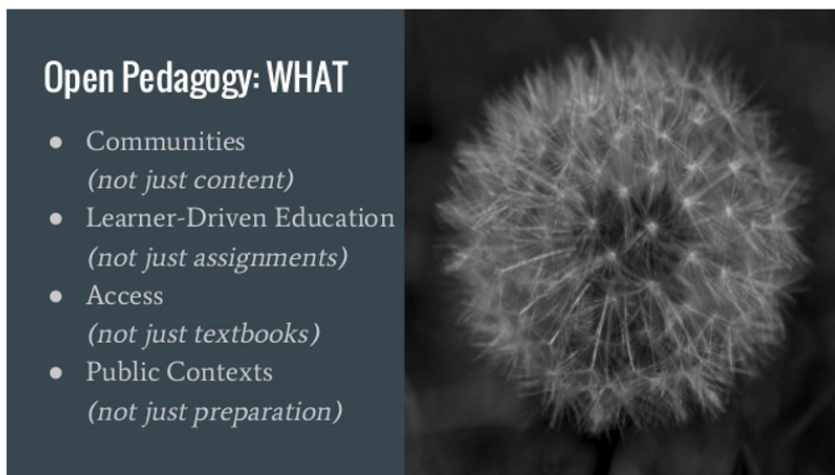 Open Pedagogy: WHAT
● Communities
(not just content)
● Learner-Driven Education
(not just assignments)
● Access
(not just textbooks)
● Public Contexts
(not just preparation)